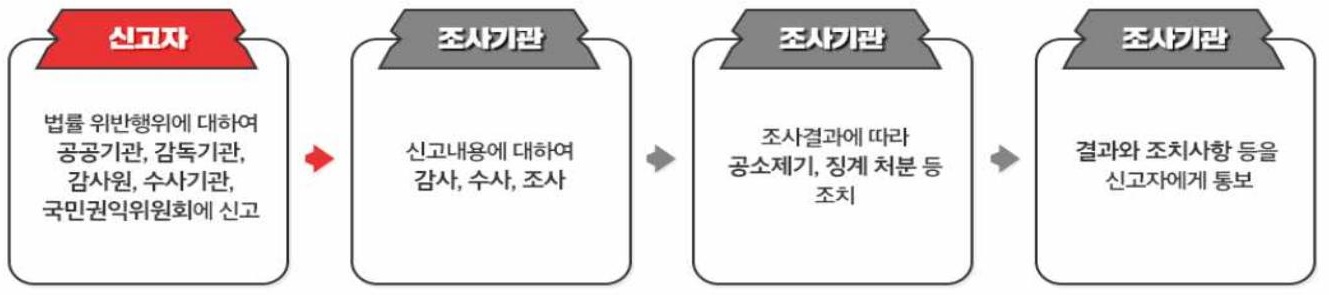 신고자
법률 위반행위에 대하여
공공기관, 감독기관,
감사원, 수사기관,
국민권익위원회에 신고
조사기관
신고내용에 대하여
감사, 수사, 조사
조사기관
조사결과에 따라
공소제기, 징계 처분 등
조치
조사기관
결과와 조치사항 등을
신고자에게 통보